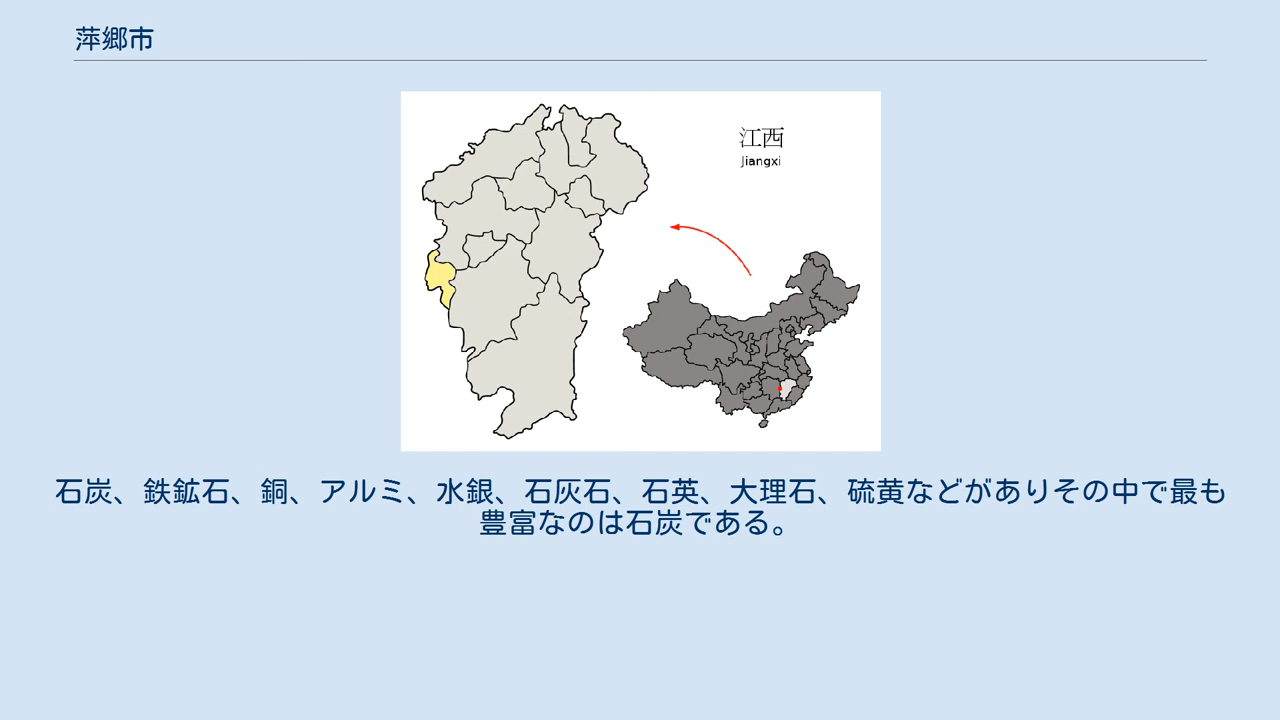 萍郷市
江西
Jiangxi
石炭、鉄鉱石、銅、アルミ、水銀、石灰石、石英、大理石、硫黄などがありその中で最も
豊富なのは石炭である。